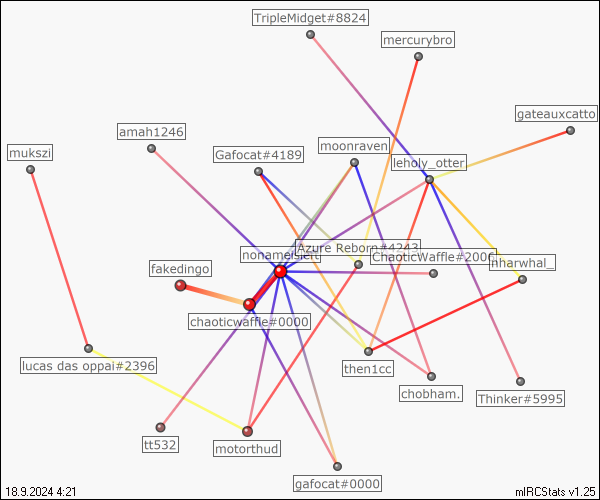 TripleMidget#8824
mercurybro
gateauxcatto
amah1246
mukszi
Gafocat#4189
moonraven
leholy_otter
Azure Reborn#4243
ChaoticWaffle#2006
nharwhal_
fakedingo
chaoticwaffle#0000
lucas das oppai#2396
then1cc
chobham.
Thinker#5995
tt532
motorthud
gafocat#0000
18.9.2024 4:21
mIRCStats v1.25